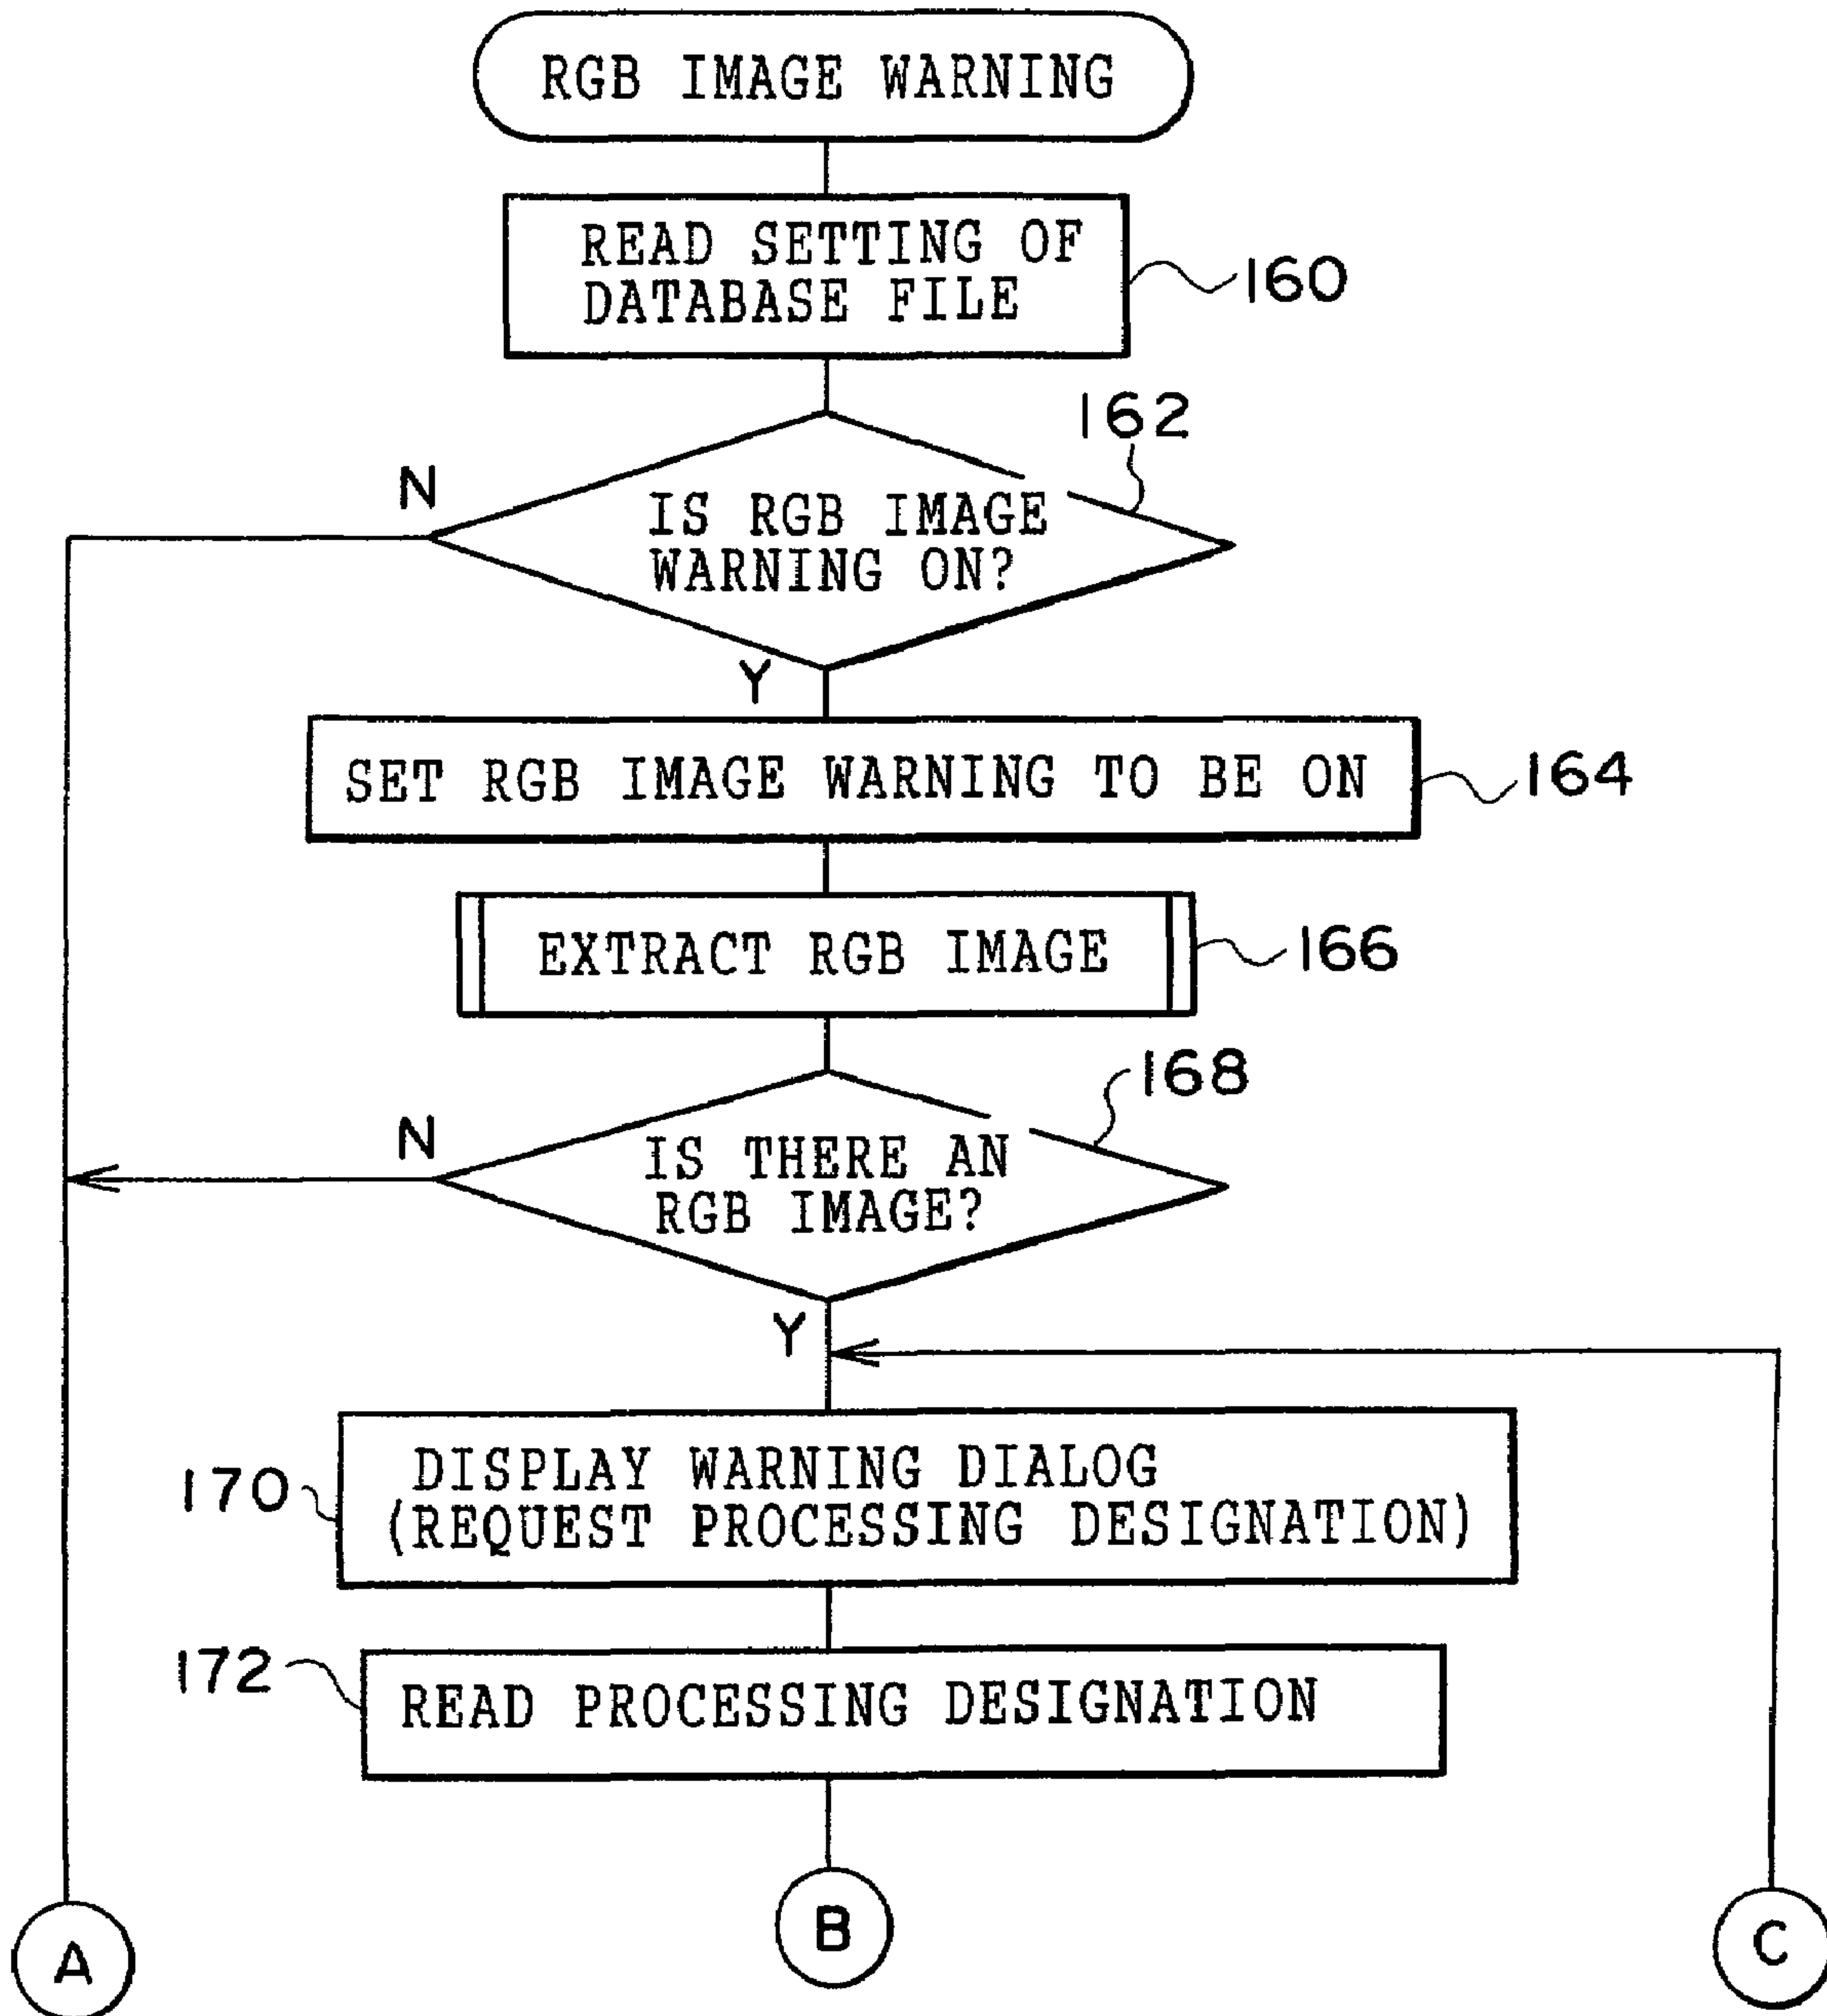 RGB IMAGE WARNING
READ SETTING OF
DATABASE FILE
160
162
N
IS RGB IMAGE
WARNING ON?
Y
SET RGB IMAGE WARNING TO BE ON
164
EXTRACT RGB IMAGE
166
168
N
IS THERE AN
RGB IMAGE?
Y
DISPLAY WARNING DIALOG
(REQUEST PROCESSING DESIGNATION)
170
172
READ PROCESSING DESIGNATION
A
B
C